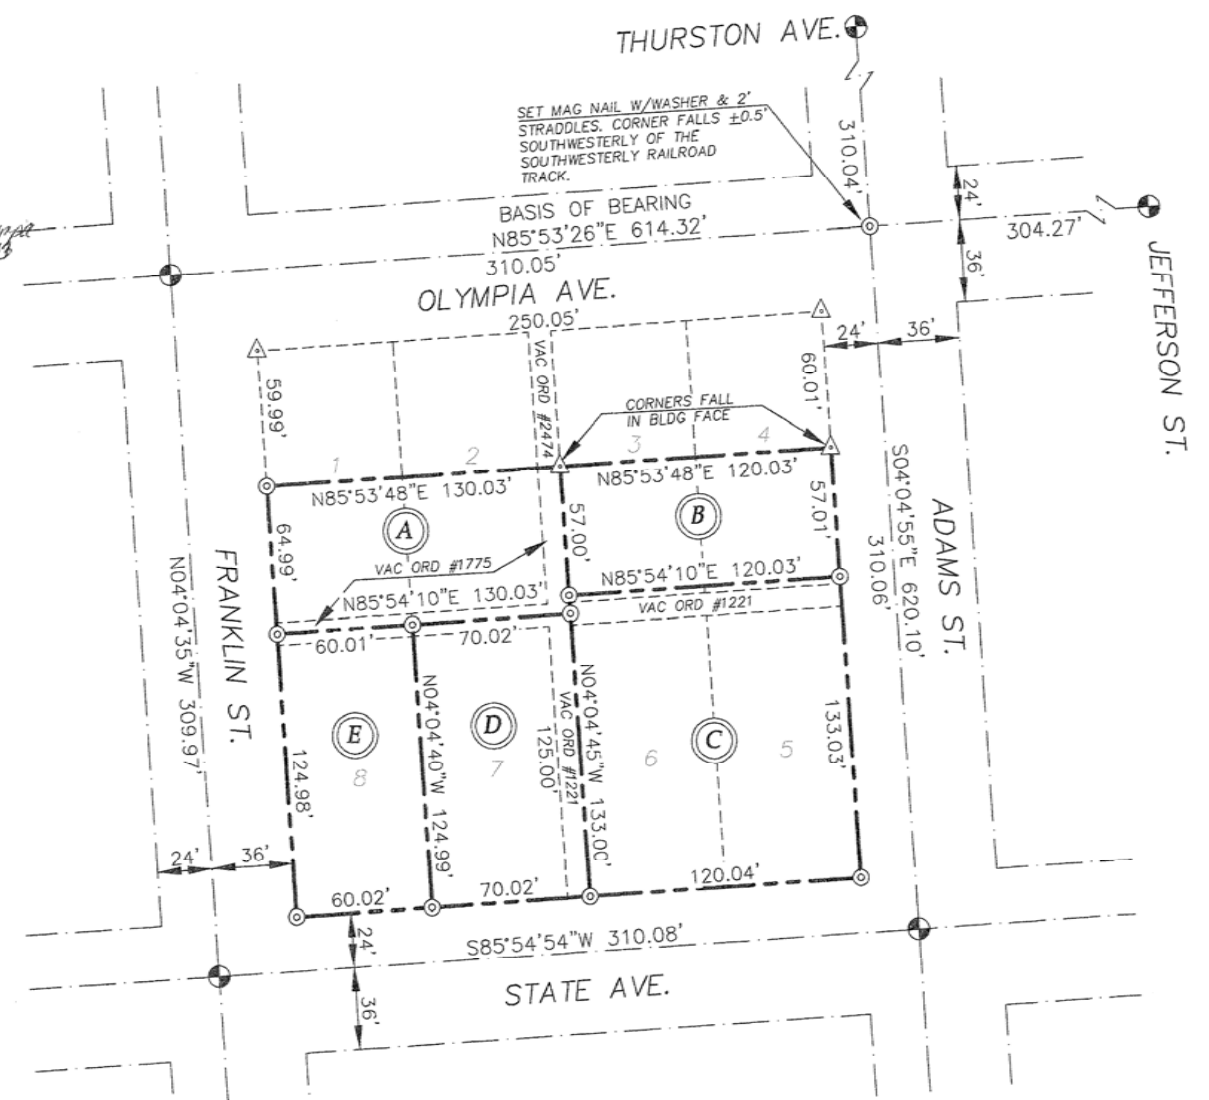 THURSTON AVE.
SET MAG NAIL W/WASHER & 2'
STRADDLES. CORNER FALLS ±0.5'
SOUTHWESTERLY OF THE
SOUTHWESTERLY RAILROAD
TRACK.
310.04'
24'
BASIS OF BEARING
N85°53'26"E 614.32'
304.27'
310.05'
36'
JEFFERSON ST.
OLYMPIA AVE.
250.05'
24'
36'
59.99'
VAC ORD #2474
60.01'
CORNERS FALL
IN BLDG FACE
1
2
3
4
N85°53'48"E 130.03'
N85°53'48"E 120.03'
A
B
64.99'
57.00'
57.01'
S04°04'55"E 620.10'
310.06'
ADAMS ST.
VAC ORD #1775
N85°54'10"E 130.03'
N85°54'10"E 120.03'
VAC ORD #1221
60.01'
70.02'
N04°04'35"W 309.97'
FRANKLIN ST.
E
8
124.98'
N04°04'40"W 124.99'
D
7
125.00'
VAC ORD #1221
N04°04'45"W 133.00'
6
C
5
133.03'
24'
36'
60.02'
70.02'
120.04'
24'
S85°54'54"W 310.08'
36'
STATE AVE.